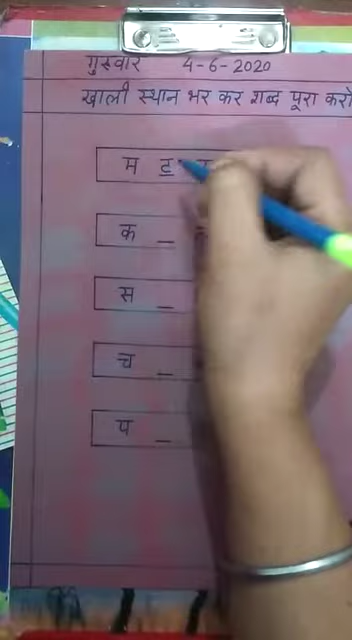 गुरुवार 4-6-2020
खाली स्थान भर कर शब्द पूरा करो
म ट
क _
स _
च _
प _